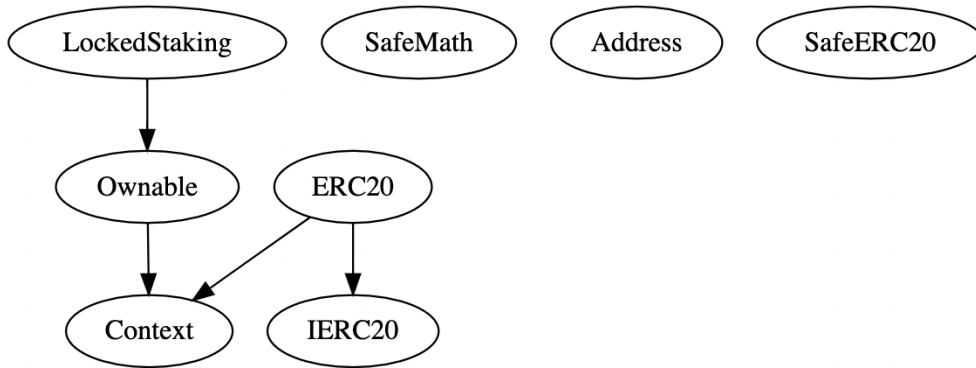 LockedStaking
SafeMath
Address
SafeERC20
Ownable
ERC20
Context
IERC20